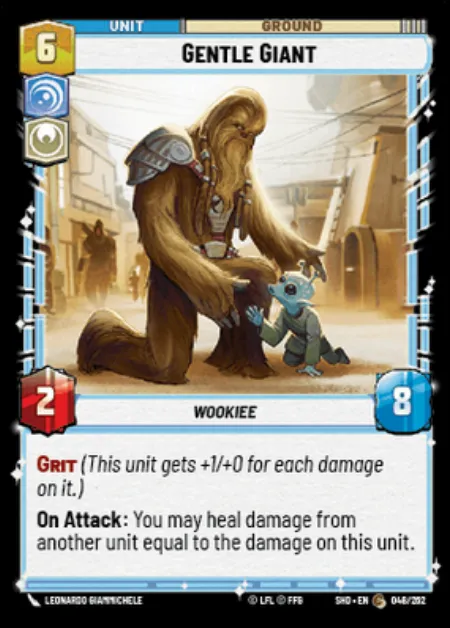 UNIT
GROUND
6
GENTLE GIANT
2
WOOKIEE
8
GRIT (This unit gets +1/+0 for each damage
on it.)
On Attack: You may heal damage from
another unit equal to the damage on this unit.
LEONARDO GIAMMICHELE
© LFL © FFG
SHD • EN
046/262